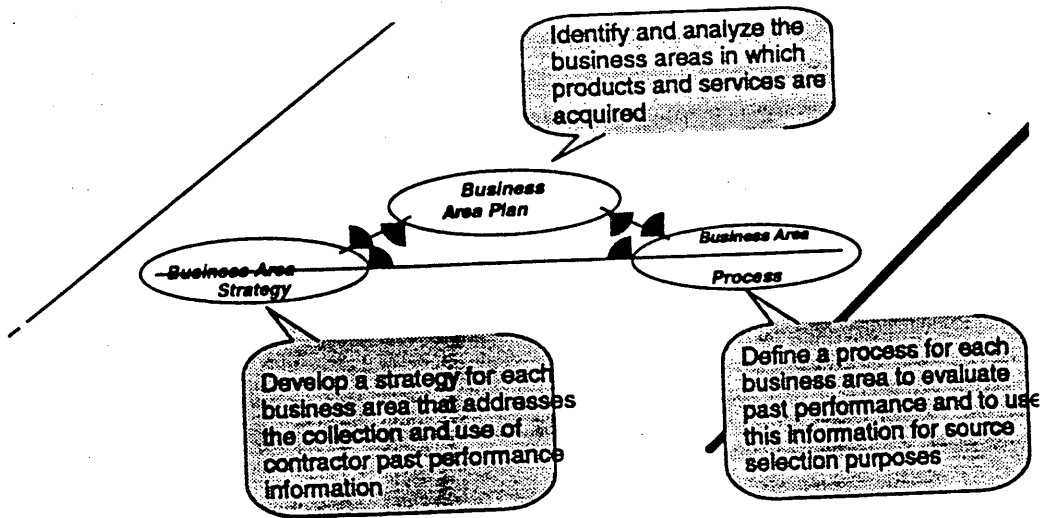 Identify and analyze the
business areas in which
products and services are
acquired
Business
Area Plan
Business Area
Strategy
Business Area
Process
Develop a strategy for each
business area that addresses
the collection and use of
contractor past performance
information
Define a process for each
business area to evaluate
past performance and to use
this information for source
selection purposes